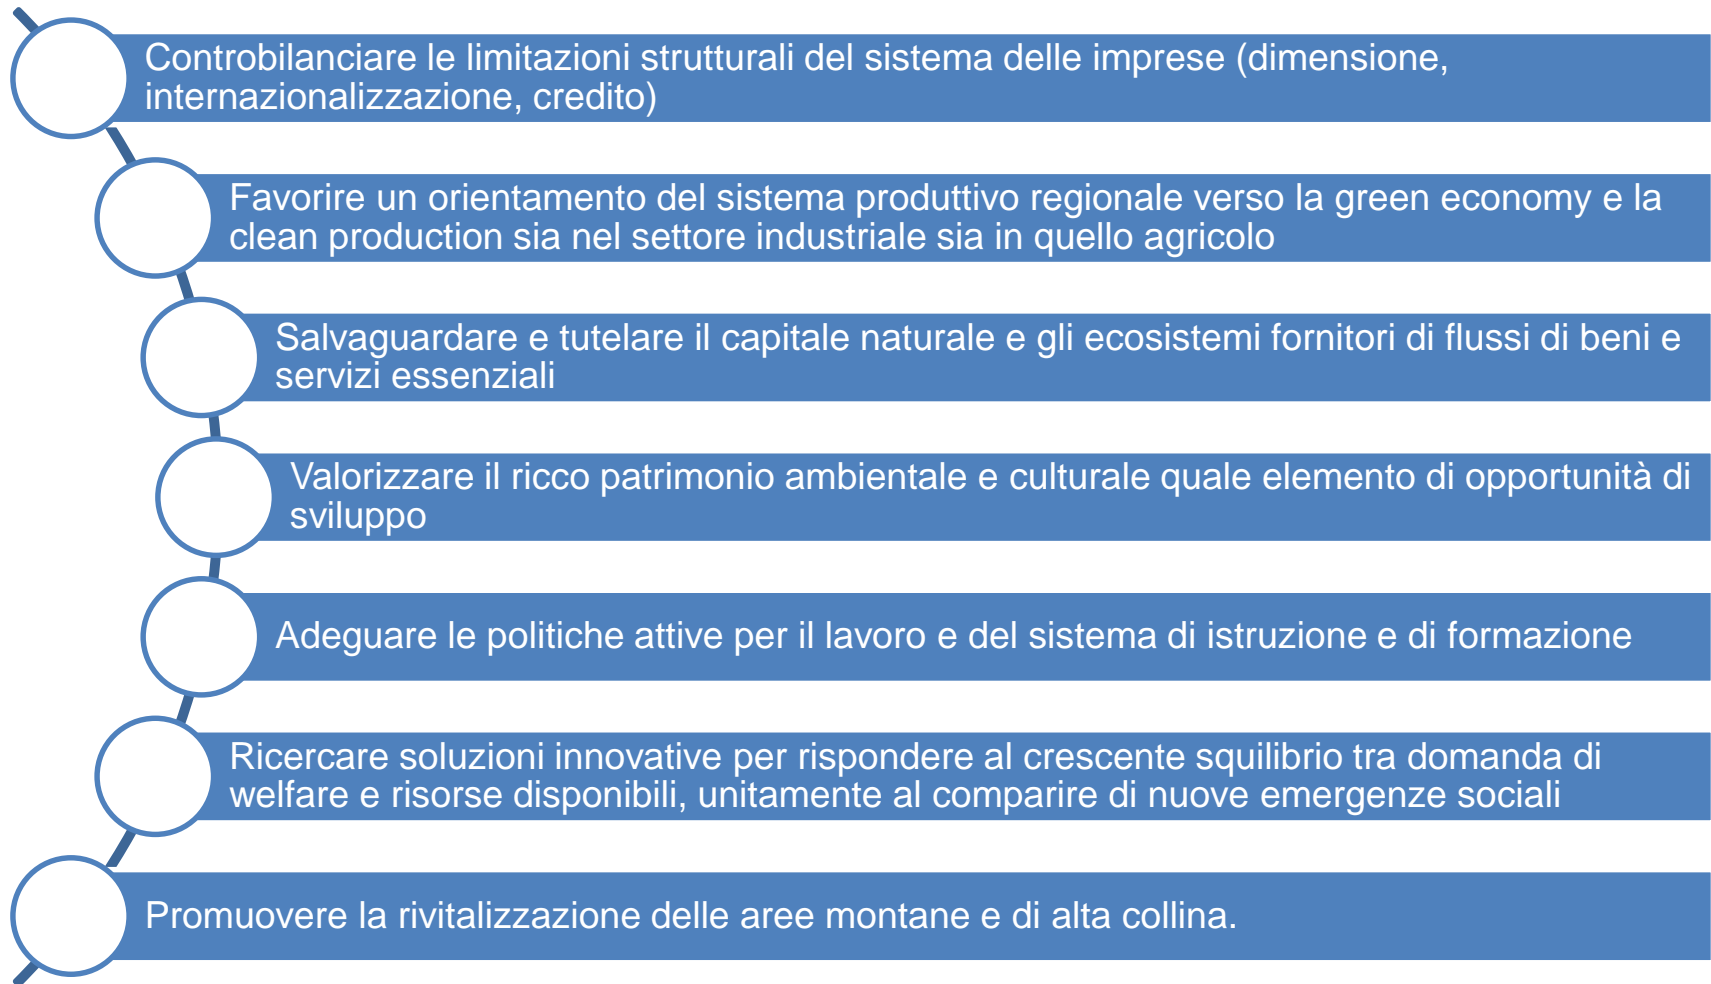 Controbilanciare le limitazioni strutturali del sistema delle imprese (dimensione,
internazionalizzazione, credito)
Favorire un orientamento del sistema produttivo regionale verso la green economy e la
clean production sia nel settore industriale sia in quello agricolo
Salvaguardare e tutelare il capitale naturale e gli ecosistemi fornitori di flussi di beni e
servizi essenziali
Valorizzare il ricco patrimonio ambientale e culturale quale elemento di opportunità di
sviluppo
Adeguare le politiche attive per il lavoro e del sistema di istruzione e di formazione
Ricercare soluzioni innovative per rispondere al crescente squilibrio tra domanda di
welfare e risorse disponibili, unitamente al comparire di nuove emergenze sociali
Promuovere la rivitalizzazione delle aree montane e di alta collina.